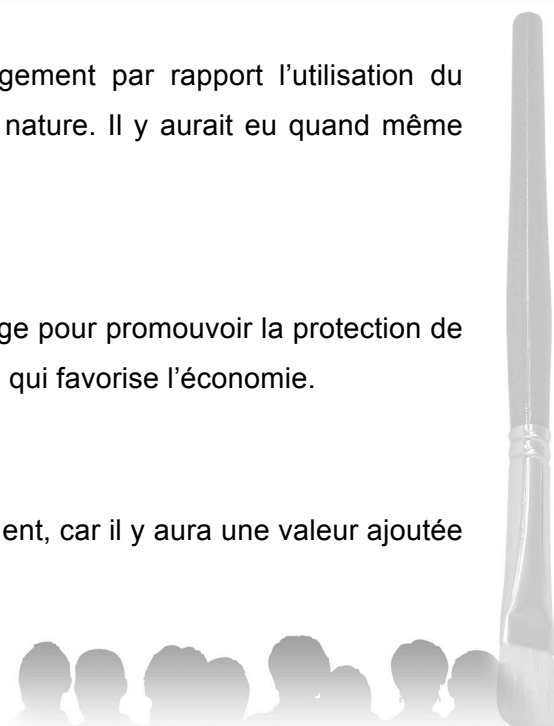 gement par rapport l’utilisation du
nature. Il y aurait eu quand même
ge pour promouvoir la protection de
qui favorise l’économie.
ent, car il y aura une valeur ajoutée